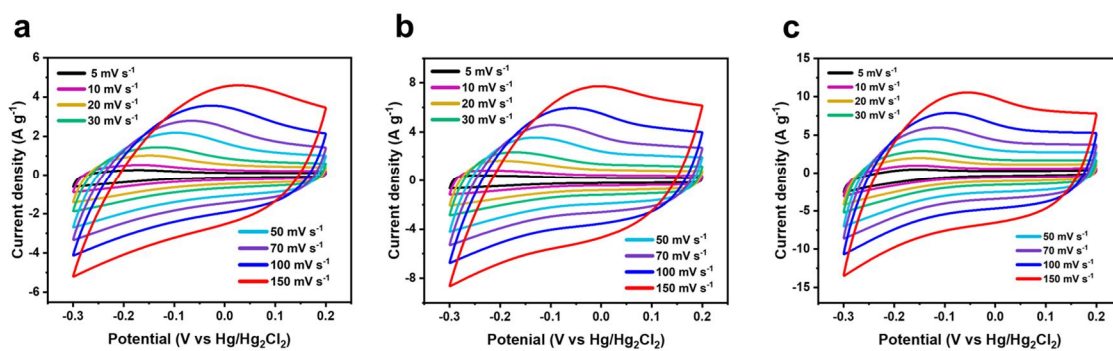 a
Current density (A g⁻¹)
6
4
2
0
-2
-4
-6
5 mV s⁻¹
10 mV s⁻¹
20 mV s⁻¹
30 mV s⁻¹
50 mV s⁻¹
70 mV s⁻¹
100 mV s⁻¹
150 mV s⁻¹
-0.3 -0.2 -0.1 0.0 0.1 0.2
Potential (V vs Hg/Hg₂Cl₂)
b
Current density (A g⁻¹)
8
4
0
-4
-8
5 mV s⁻¹
10 mV s⁻¹
20 mV s⁻¹
30 mV s⁻¹
50 mV s⁻¹
70 mV s⁻¹
100 mV s⁻¹
150 mV s⁻¹
-0.3 -0.2 -0.1 0.0 0.1 0.2
Potential (V vs Hg/Hg₂Cl₂)
c
Current density (A g⁻¹)
15
10
5
0
-5
-10
-15
5 mV s⁻¹
10 mV s⁻¹
20 mV s⁻¹
30 mV s⁻¹
50 mV s⁻¹
70 mV s⁻¹
100 mV s⁻¹
150 mV s⁻¹
-0.3 -0.2 -0.1 0.0 0.1 0.2
Potential (V vs Hg/Hg₂Cl₂)